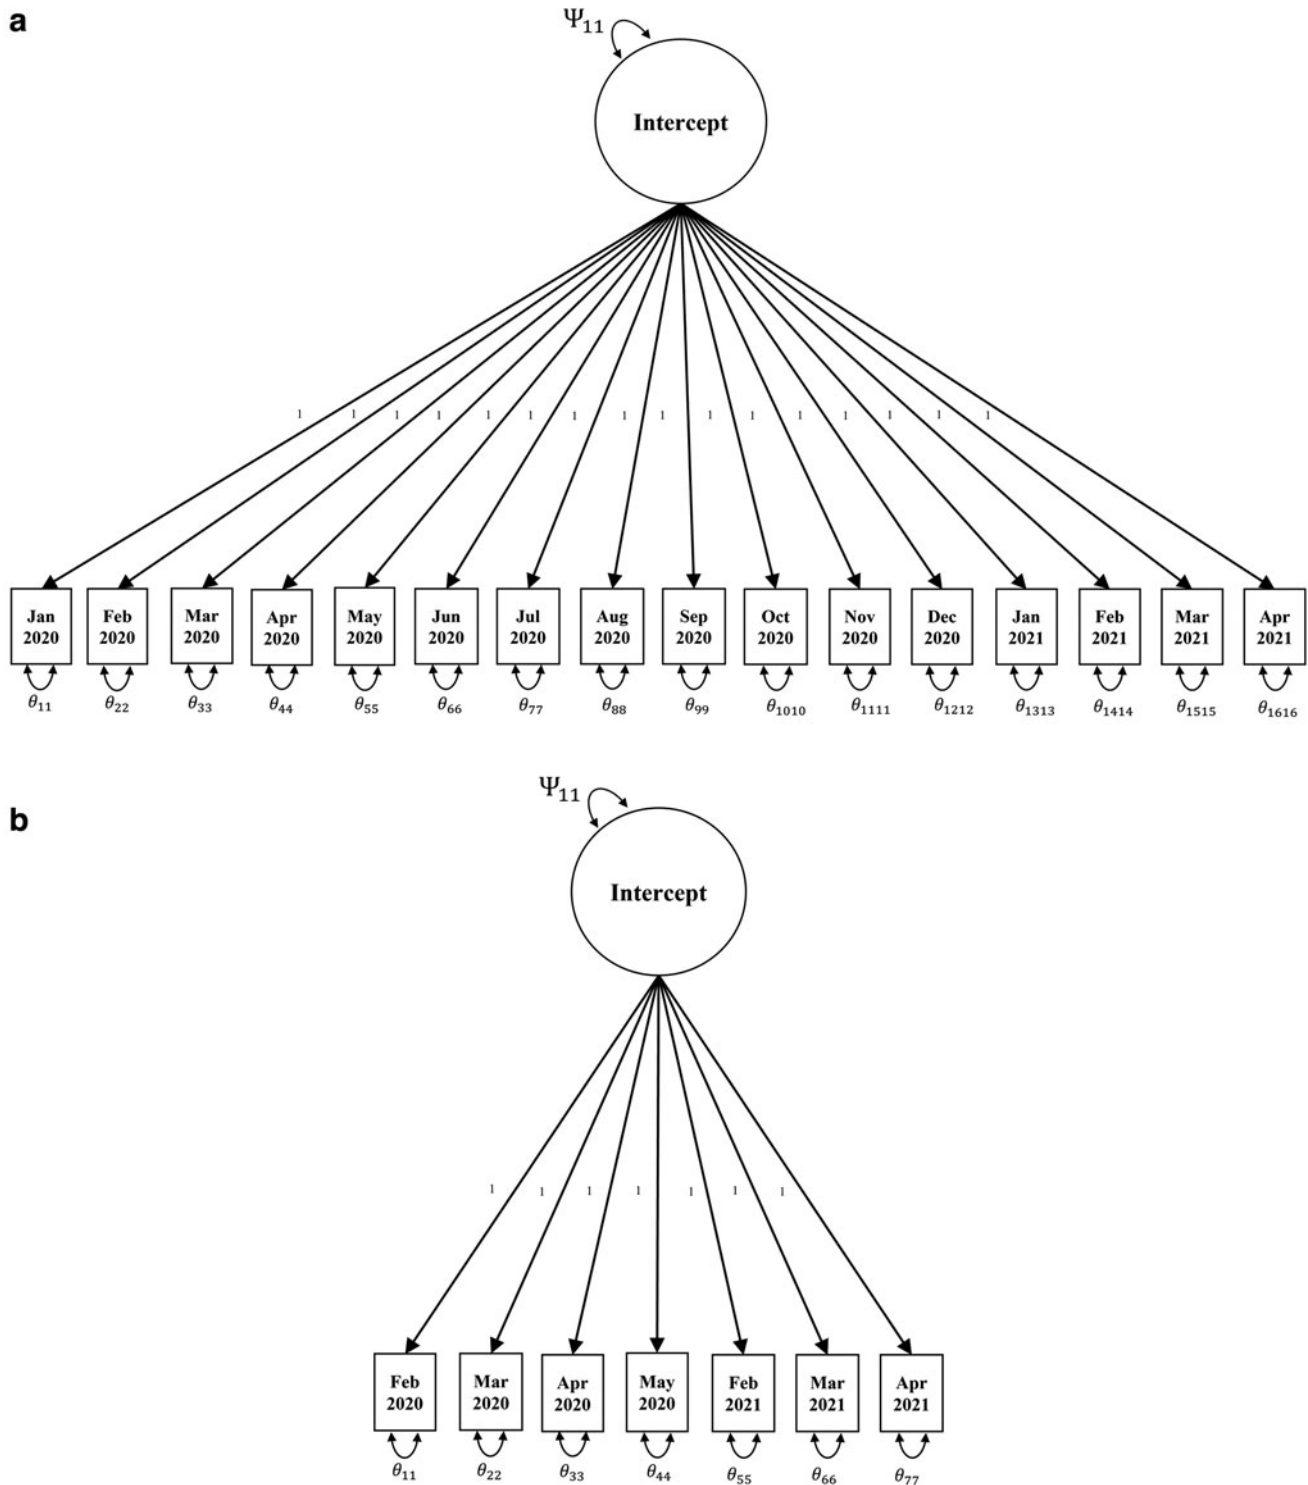 a
Ψ11
Intercept
1 1 1 1 1 1 1 1 1 1 1 1 1 1 1 1
Jan Feb Mar Apr May Jun Jul Aug Sep Oct Nov Dec Jan Feb Mar Apr
2020 2020 2020 2020 2020 2020 2020 2020 2020 2020 2020 2020 2021 2021 2021 2021
θ11 θ22 θ33 θ44 θ55 θ66 θ77 θ88 θ99 θ1010 θ1111 θ1212 θ1313 θ1414 θ1515 θ1616
b
Ψ11
Intercept
1 1 1 1 1 1 1
Feb Mar Apr May Feb Mar Apr
2020 2020 2020 2020 2021 2021 2021
θ11 θ22 θ33 θ44 θ55 θ66 θ77